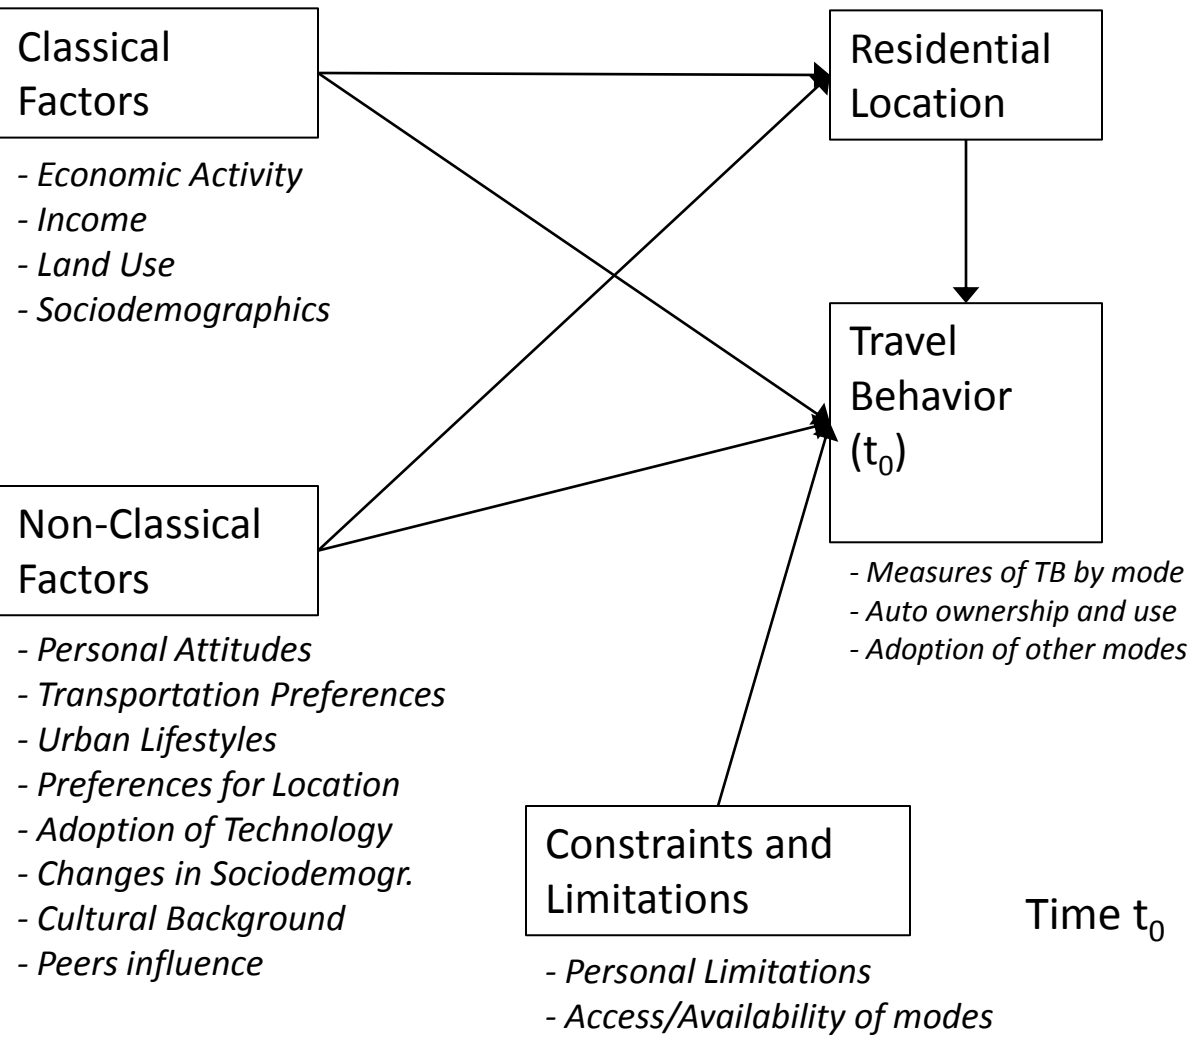 Classical
Factors
- Economic Activity
- Income
- Land Use
- Sociodemographics
Residential
Location
Travel
Behavior
(t₀)
- Measures of TB by mode
- Auto ownership and use
- Adoption of other modes
Non-Classical
Factors
- Personal Attitudes
- Transportation Preferences
- Urban Lifestyles
- Preferences for Location
- Adoption of Technology
- Changes in Sociodemogr.
- Cultural Background
- Peers influence
Constraints and
Limitations
- Personal Limitations
- Access/Availability of modes
Time t₀